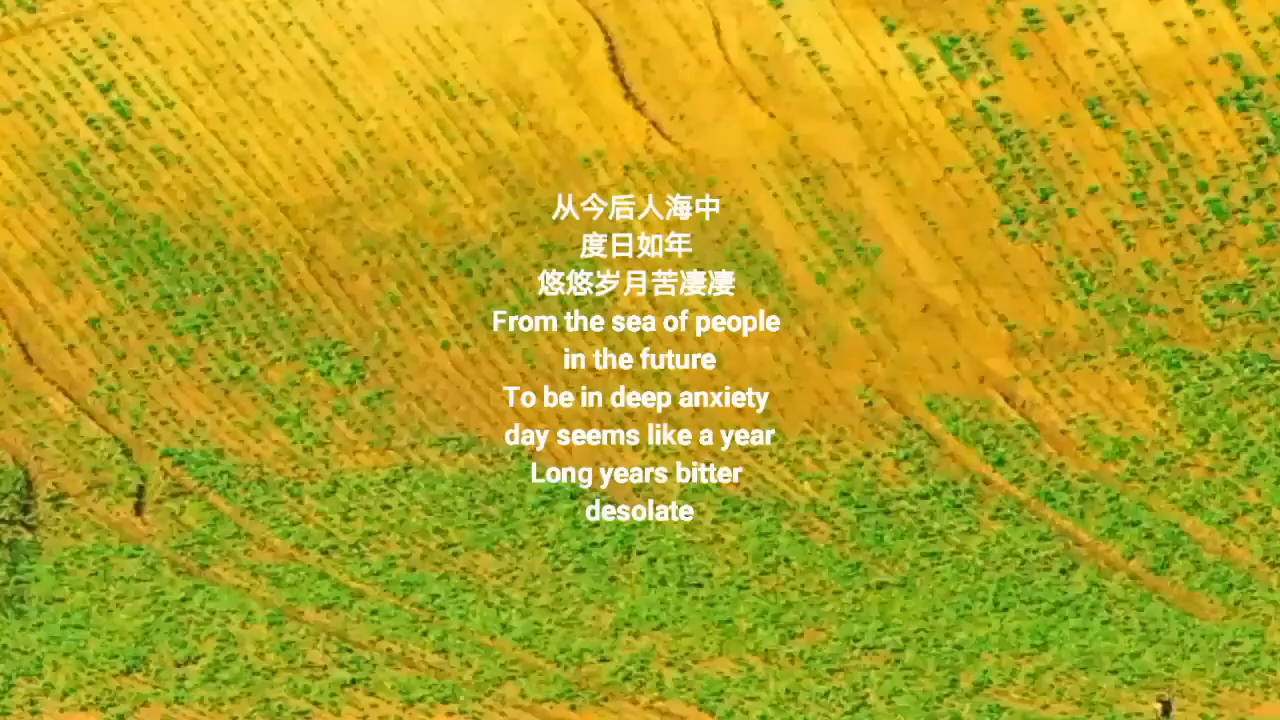 从今后人海中
度日如年
悠悠岁月苦凄凄
From the sea of people
in the future
To be in deep anxiety
day seems like a year
Long years bitter
desolate